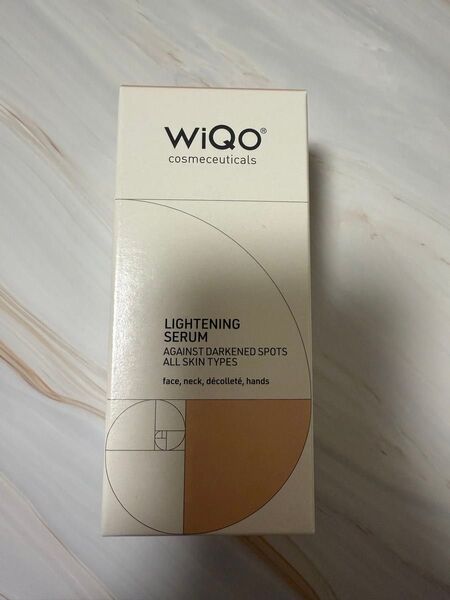 WiQo®
cosmeceuticals
LIGHTENING
SERUM
AGAINST DARKENED SPOTS
ALL SKIN TYPES
face, neck, décolleté, hands